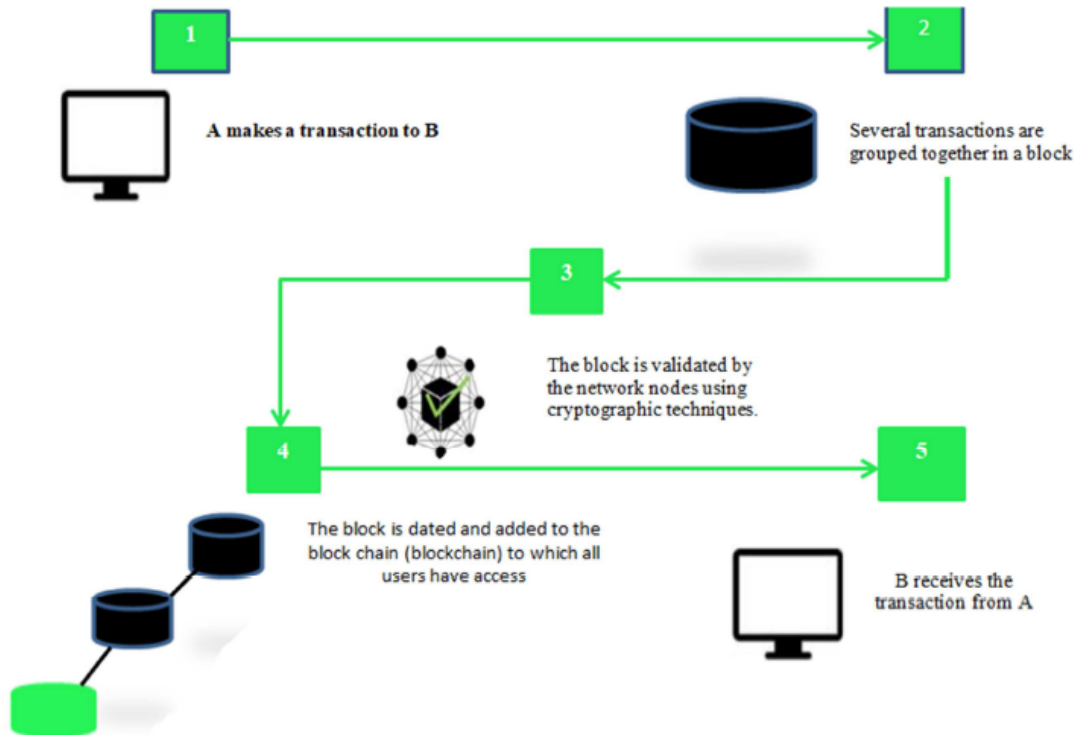 1
2
A makes a transaction to B
Several transactions are
grouped together in a block
3
The block is validated by
the network nodes using
cryptographic techniques.
4
5
The block is dated and added to the
block chain (blockchain) to which all
users have access
B receives the
transaction from A